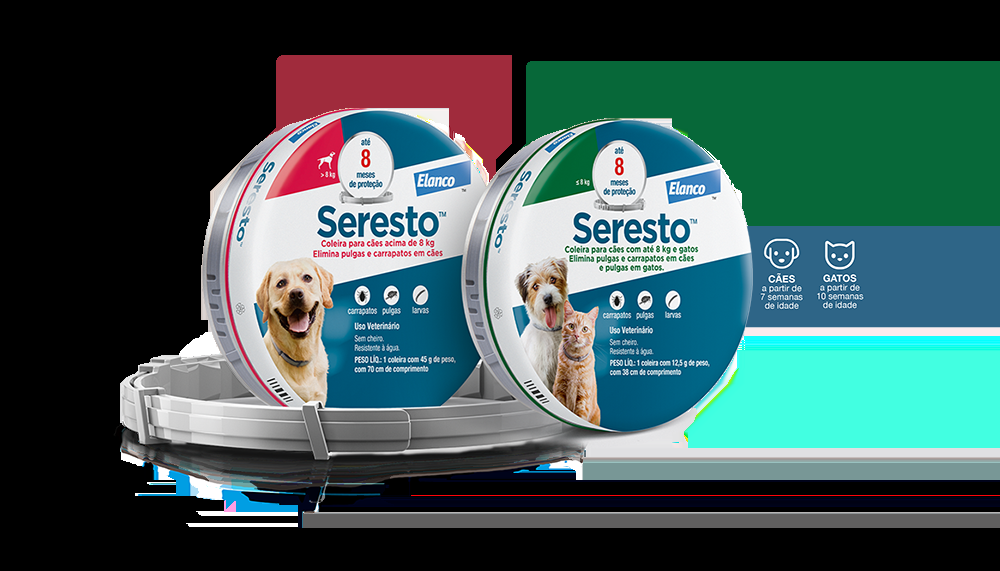 Elanco
Seresto
até
8
meses
de proteção
> 8 kg
Elanco™
Seresto™
Coleira para cães acima de 8 kg
Elimina pulgas e carrapatos em cães
carrapatos pulgas larvas
Uso Veterinário
Sem cheiro.
Resistente à água.
PESO LÍQ.: 1 coleira com 45 g de peso,
com 70 cm de comprimento
Elanco
Seresto
até
8
meses
de proteção
≤ 8 kg
Elanco™
Seresto™
Coleira para cães com até 8 kg e gatos
Elimina pulgas e carrapatos em cães
e pulgas em gatos.
carrapatos pulgas larvas
Uso Veterinário
Sem cheiro.
Resistente à água.
PESO LÍQ.: 1 coleira com 12,5 g de peso,
com 38 cm de comprimento
CÃES
a partir de
7 semanas
de idade
GATOS
a partir de
10 semanas
de idade